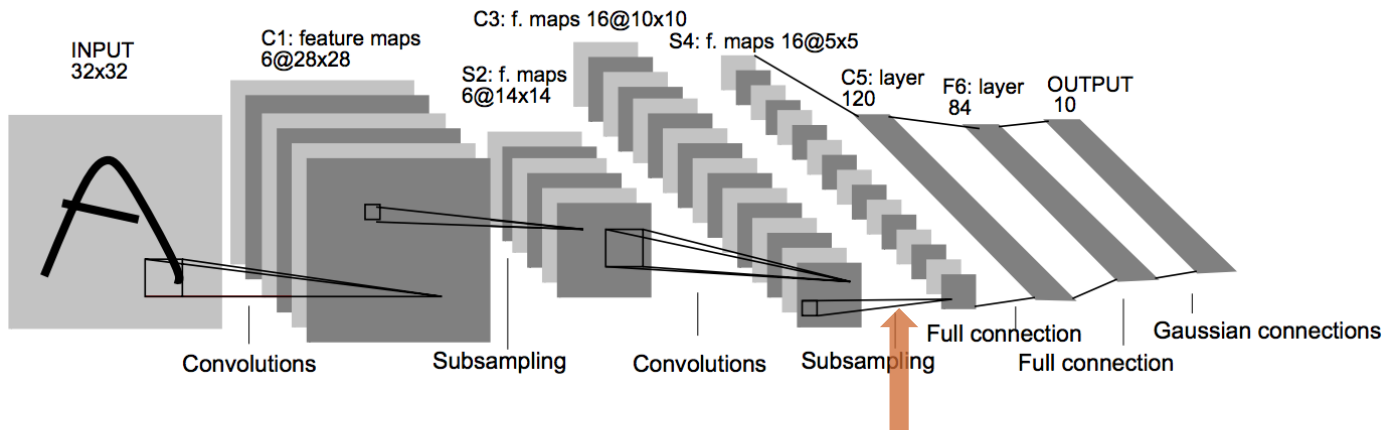 INPUT
32x32
C1: feature maps
6@28x28
S2: f. maps
6@14x14
C3: f. maps 16@10x10
S4: f. maps 16@5x5
C5: layer
120
F6: layer
84
OUTPUT
10
Convolutions
Subsampling
Convolutions
Subsampling
Full connection
Full connection
Gaussian connections